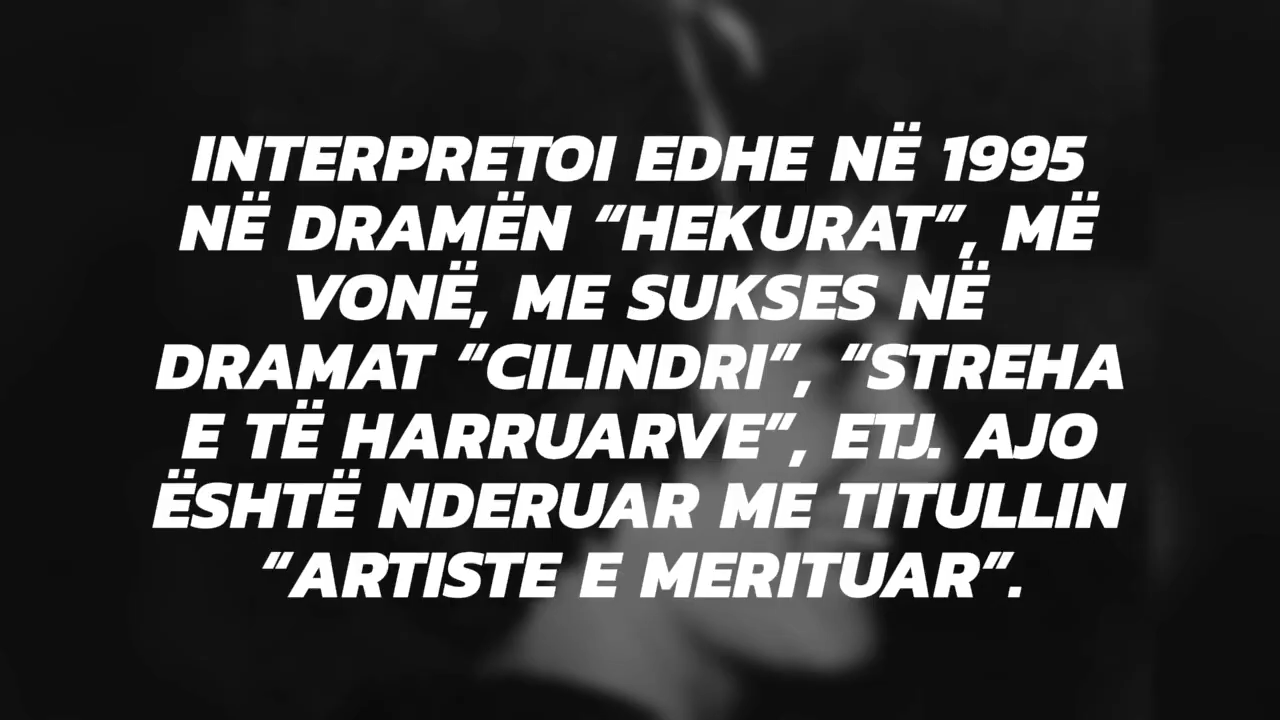 INTERPRETOI EDHE NË 1995
NË DRAMËN “HEKURAT”, MË
VONË, ME SUKSES NË
DRAMAT “CILINDRI”, “STREHA
E TË HARRUARVE”, ETJ. AJO
ËSHTË NDERUAR ME TITULLIN
“ARTISTE E MERITUAR”.